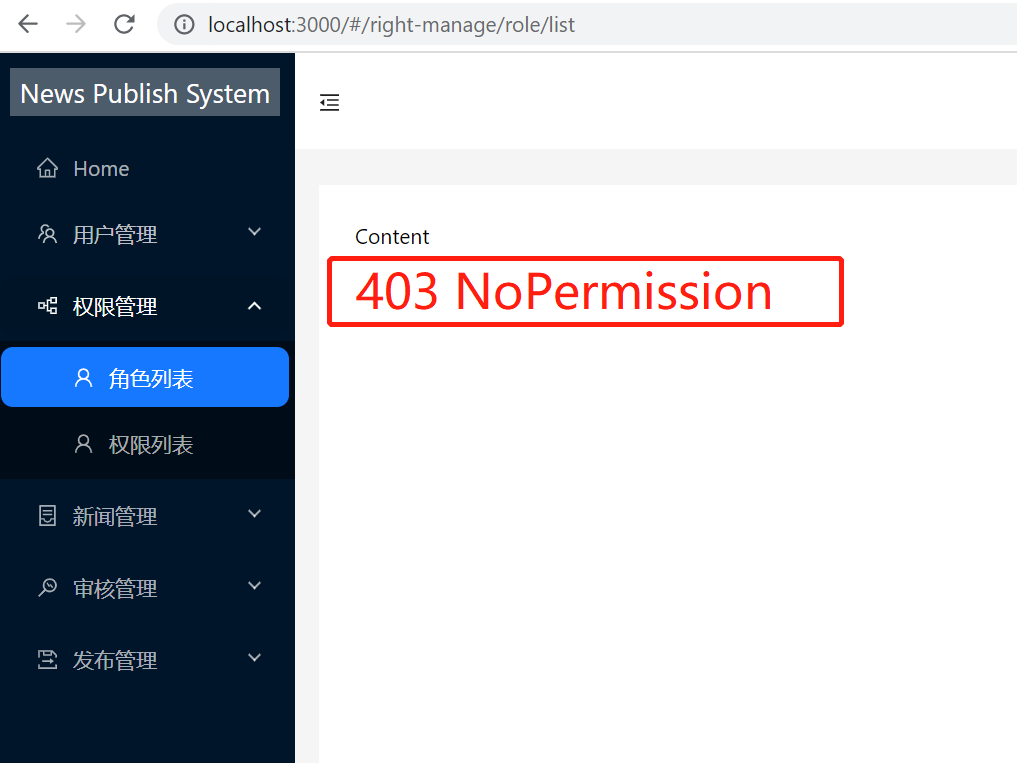 localhost:3000/#/right-manage/role/list
News Publish System
Home
用户管理
权限管理
角色列表
权限列表
新闻管理
审核管理
发布管理
Content
403 NoPermission